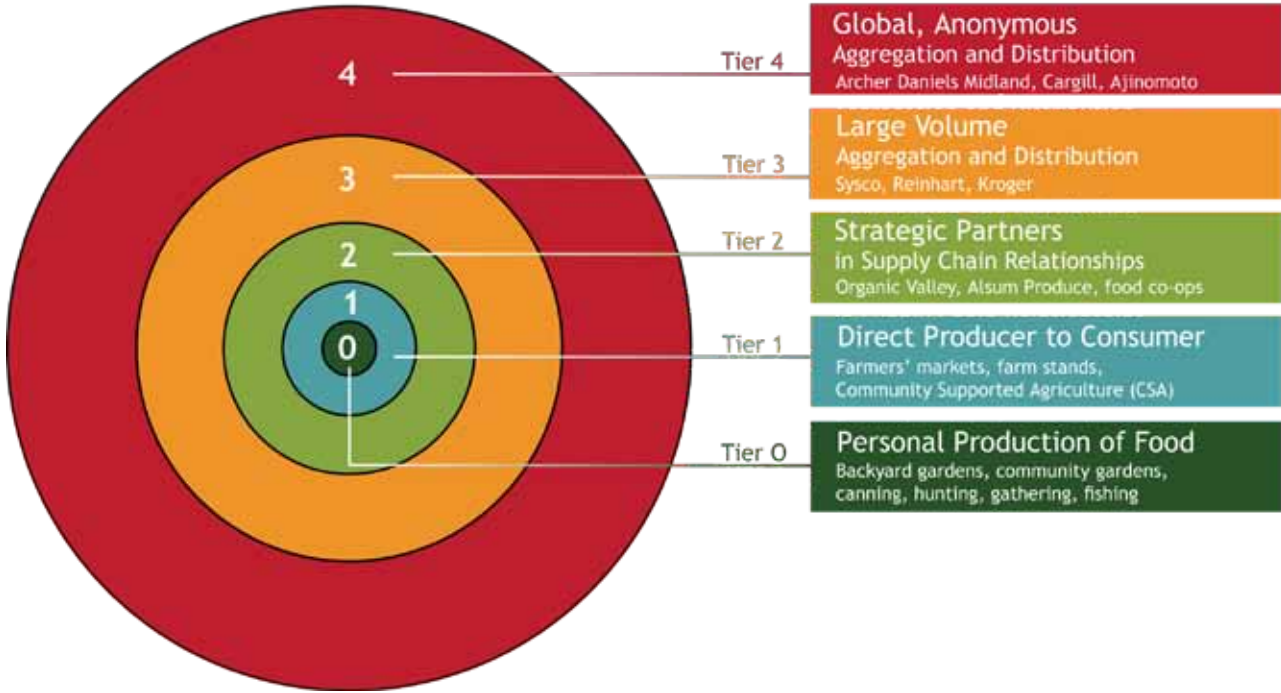 4
3
2
1
0
Tier 4
Global, Anonymous
Aggregation and Distribution
Archer Daniels Midland, Cargill, Ajinomoto
Tier 3
Large Volume
Aggregation and Distribution
Sysco, Reinhart, Kroger
Tier 2
Strategic Partners
in Supply Chain Relationships
Organic Valley, Alsum Produce, food co-ops
Tier 1
Direct Producer to Consumer
Farmers' markets, farm stands,
Community Supported Agriculture (CSA)
Tier O
Personal Production of Food
Backyard gardens, community gardens,
canning, hunting, gathering, fishing